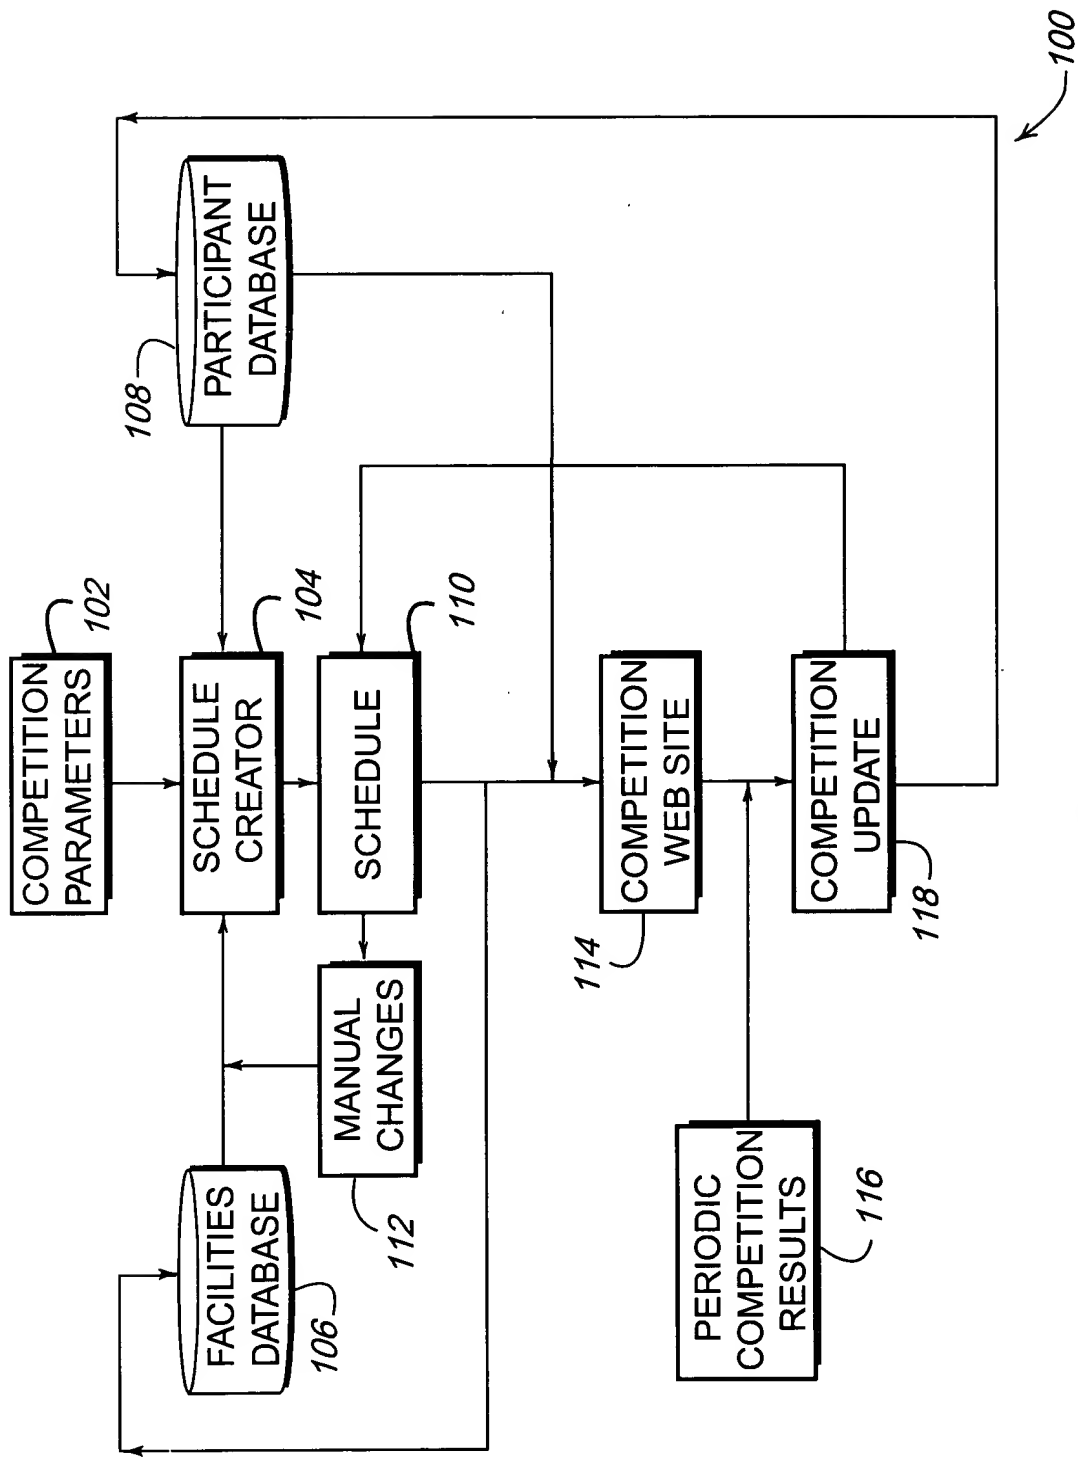 COMPETITION
PARAMETERS
102
SCHEDULE
CREATOR
104
FACILITIES
DATABASE
106
PARTICIPANT
DATABASE
108
SCHEDULE
110
MANUAL
CHANGES
112
COMPETITION
WEB SITE
114
PERIODIC
COMPETITION
RESULTS
116
COMPETITION
UPDATE
118
100